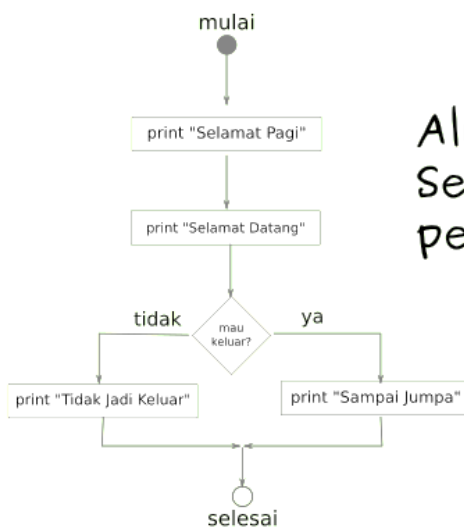 mulai
print "Selamat Pagi"
print "Selamat Datang"
mau
keluar?
tidak
ya
print "Tidak Jadi Keluar"
print "Sampai Jumpa"
selesai